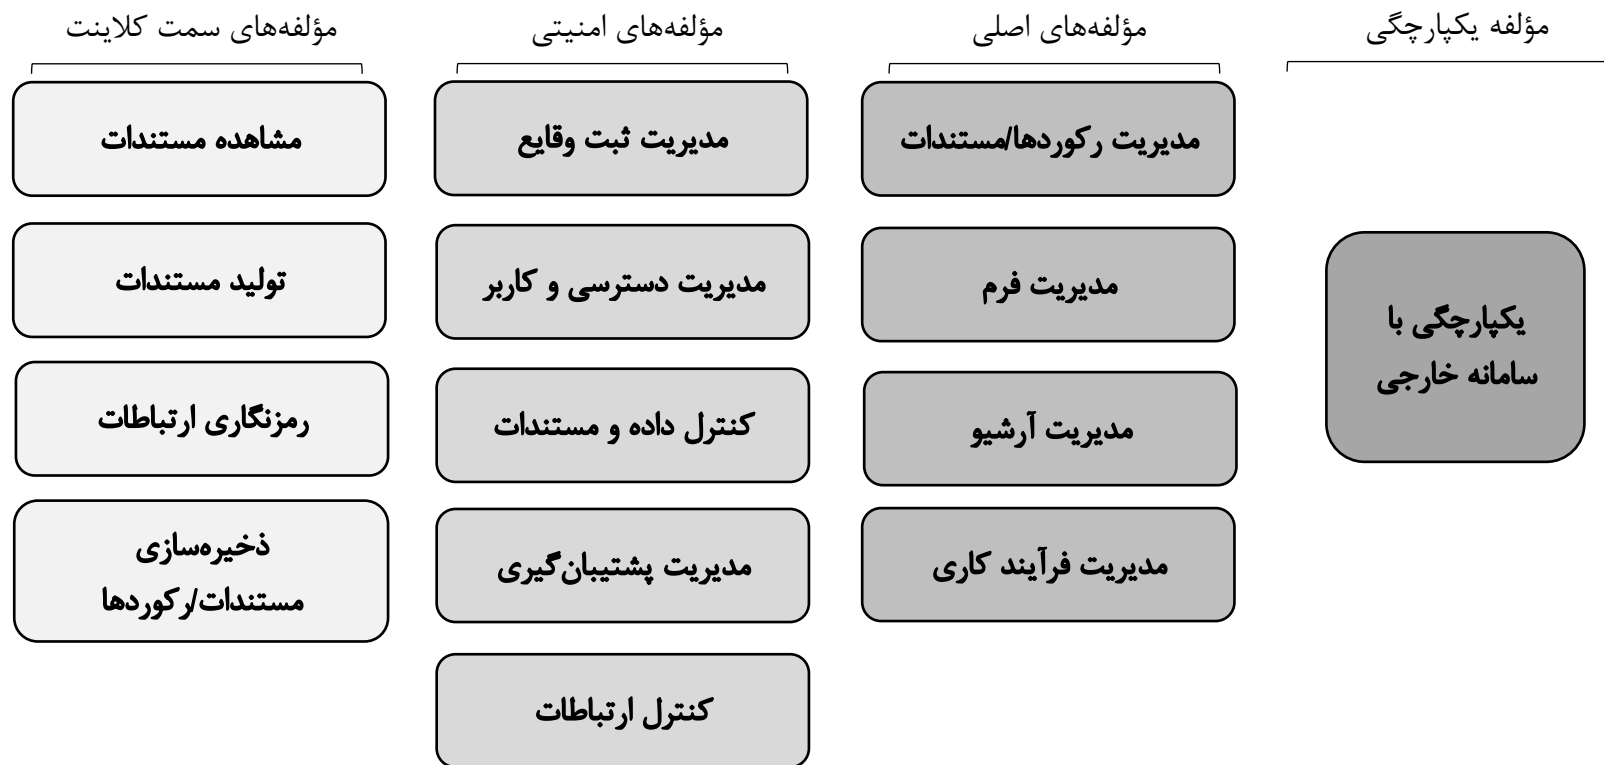 مؤلفه یکپارچگی
یکپارچگی با
سامانه خارجی
مؤلفه‌های اصلی
مدیریت رکوردها/مستندات
مدیریت فرم
مدیریت آرشیو
مدیریت فرآیند کاری
مؤلفه‌های امنیتی
مدیریت ثبت وقایع
مدیریت دسترسی و کاربر
کنترل داده و مستندات
مدیریت پشتیبان‌گیری
کنترل ارتباطات
مؤلفه‌های سمت کلاینت
مشاهده مستندات
تولید مستندات
رمزنگاری ارتباطات
ذخیره‌سازی
مستندات/رکوردها